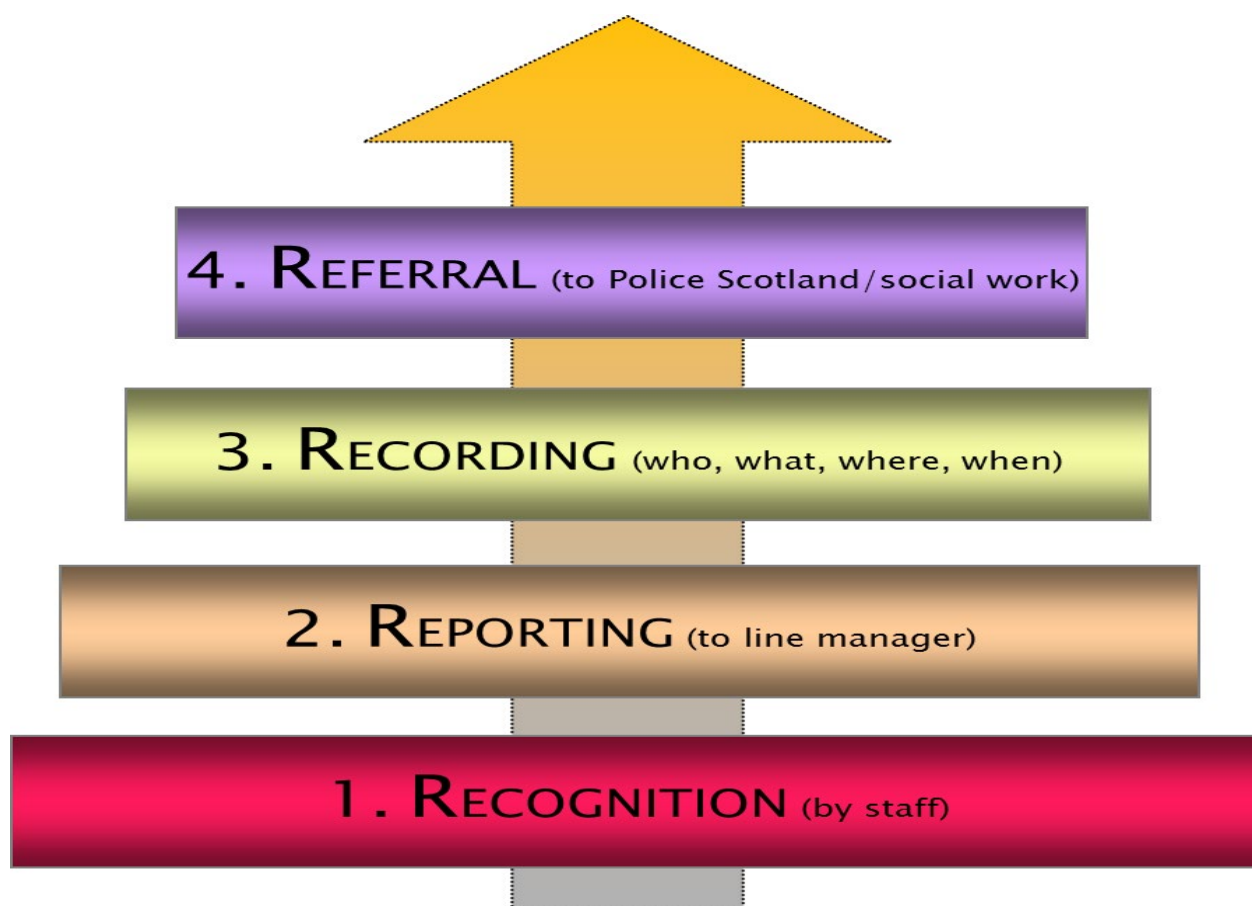 4. REFERRAL (to Police Scotland/social work)
3. RECORDING (who, what, where, when)
2. REPORTING (to line manager)
1. RECOGNITION (by staff)